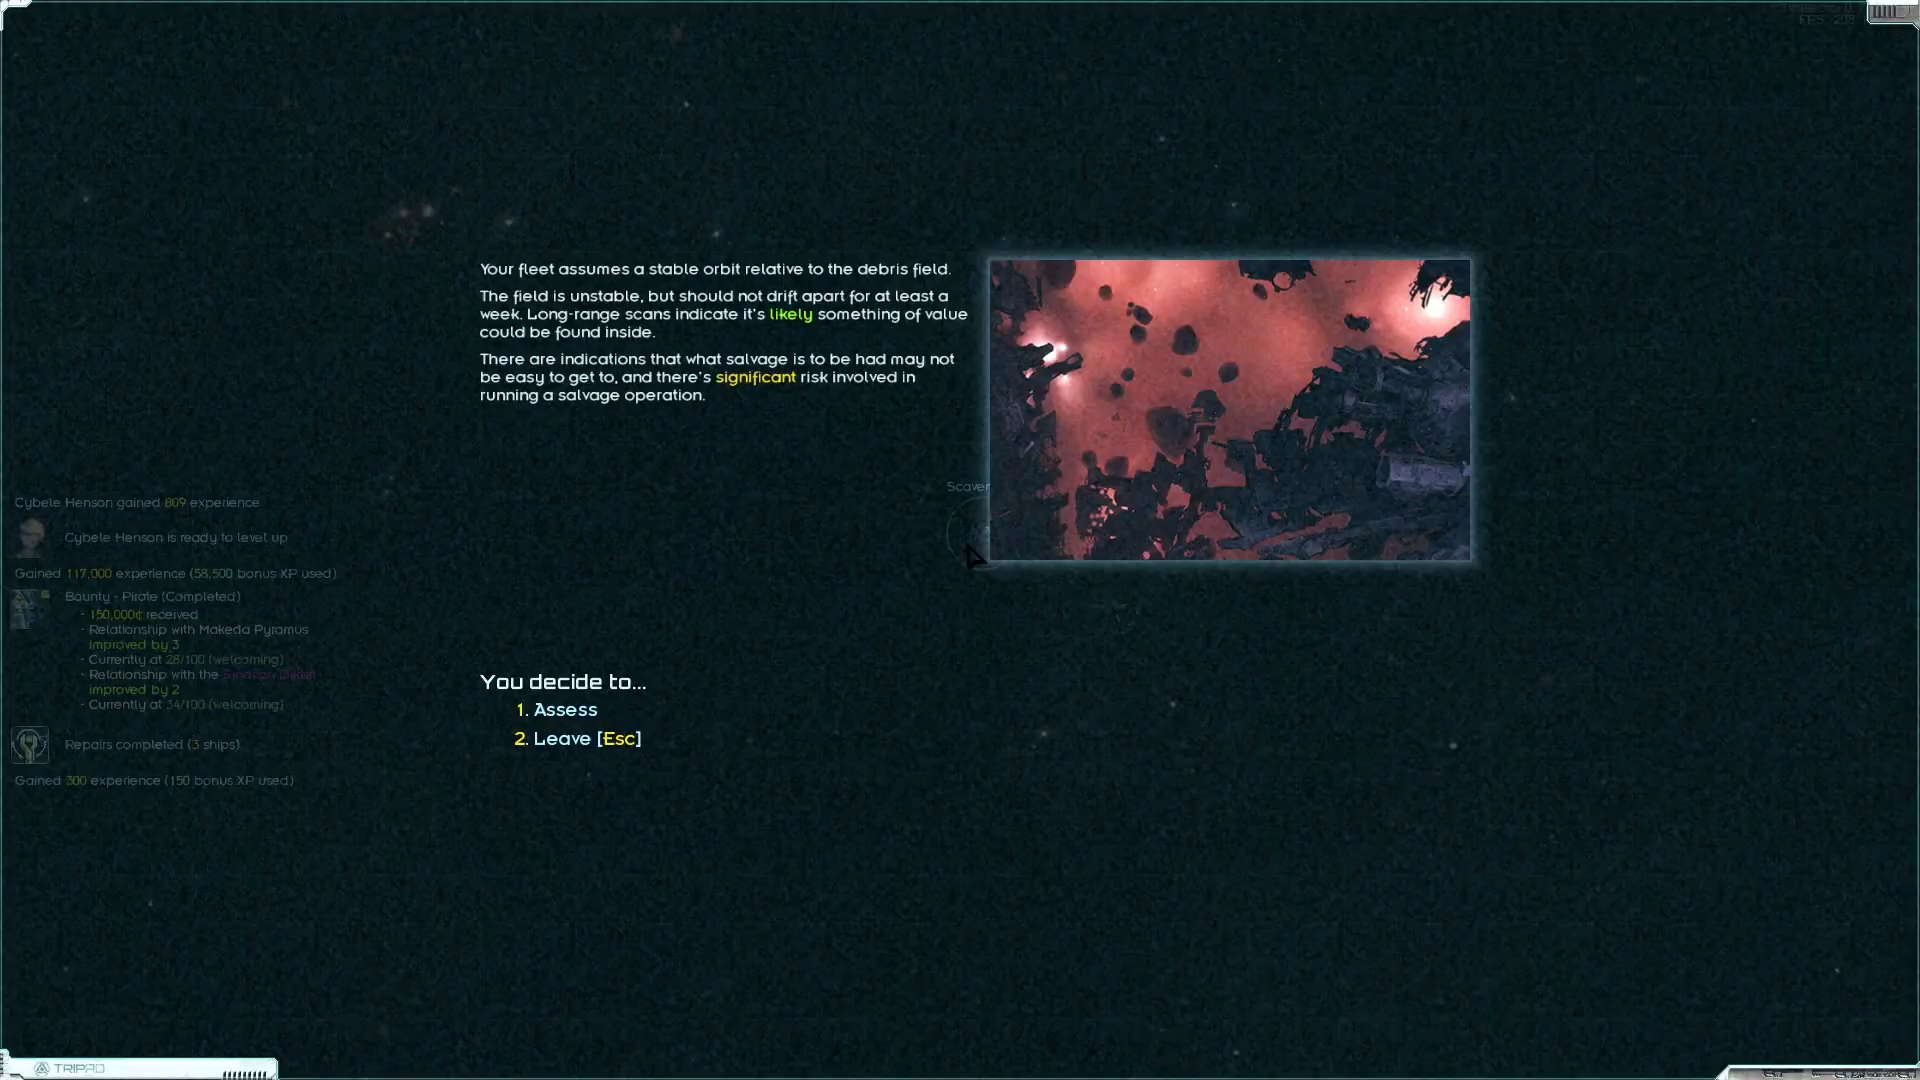 Your fleet assumes a stable orbit relative to the debris field.
The field is unstable, but should not drift apart for at least a
week. Long-range scans indicate it's likely something of value
could be found inside.
There are indications that what salvage is to be had may not
be easy to get to, and there's significant risk involved in
running a salvage operation.
Scaven
Cybele Henson gained 809 experience
Cybele Henson is ready to level up
Gained 117,000 experience (58,500 bonus XP used)
Bounty - Pirate (Completed)
- 150,000¢ received
- Relationship with Makeda Pyramus
improved by 3
- Currently at 28/100 (welcoming)
- Relationship with the
improved by 2
- Currently at 34/100 (welcoming)
Repairs completed (3 ships)
Gained 300 experience (150 bonus XP used)
You decide to...
1. Assess
2. Leave [Esc]
TRIPAD